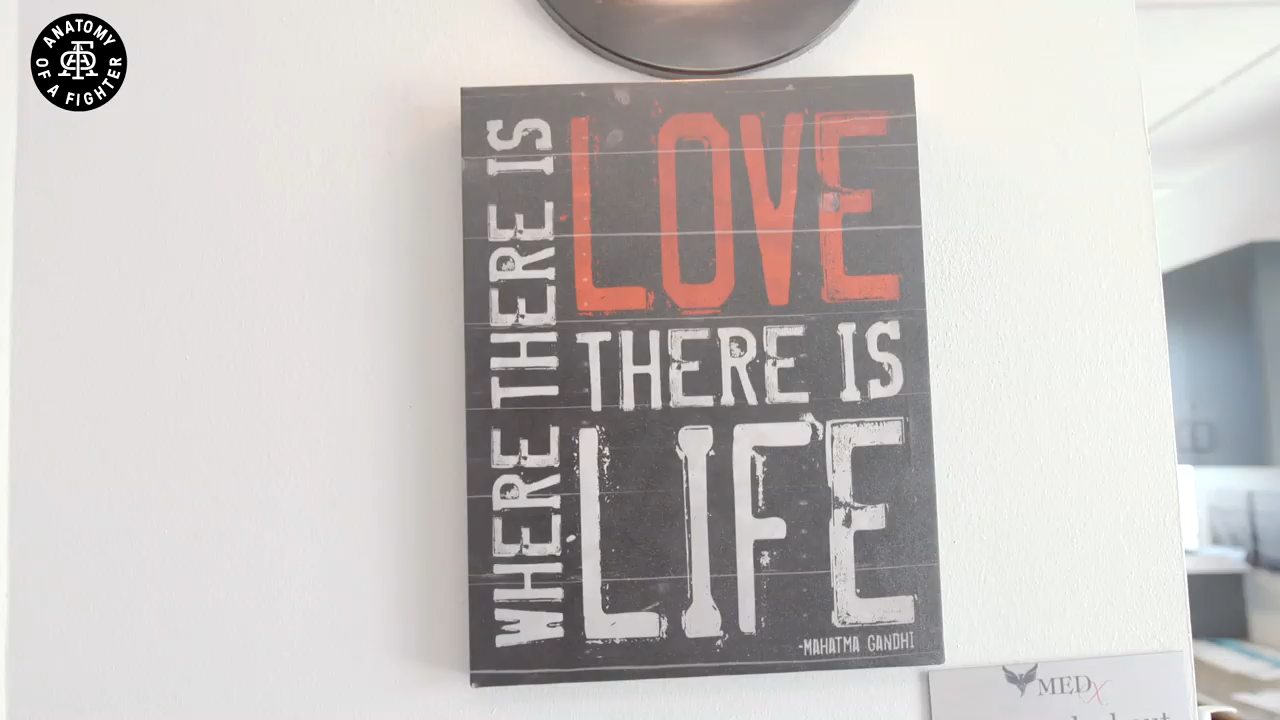 ANATOMY
OF A FIGHTER
WHERE THERE IS
LOVE
THERE IS
LIFE
-MAHATMA GANDHI
MEDX